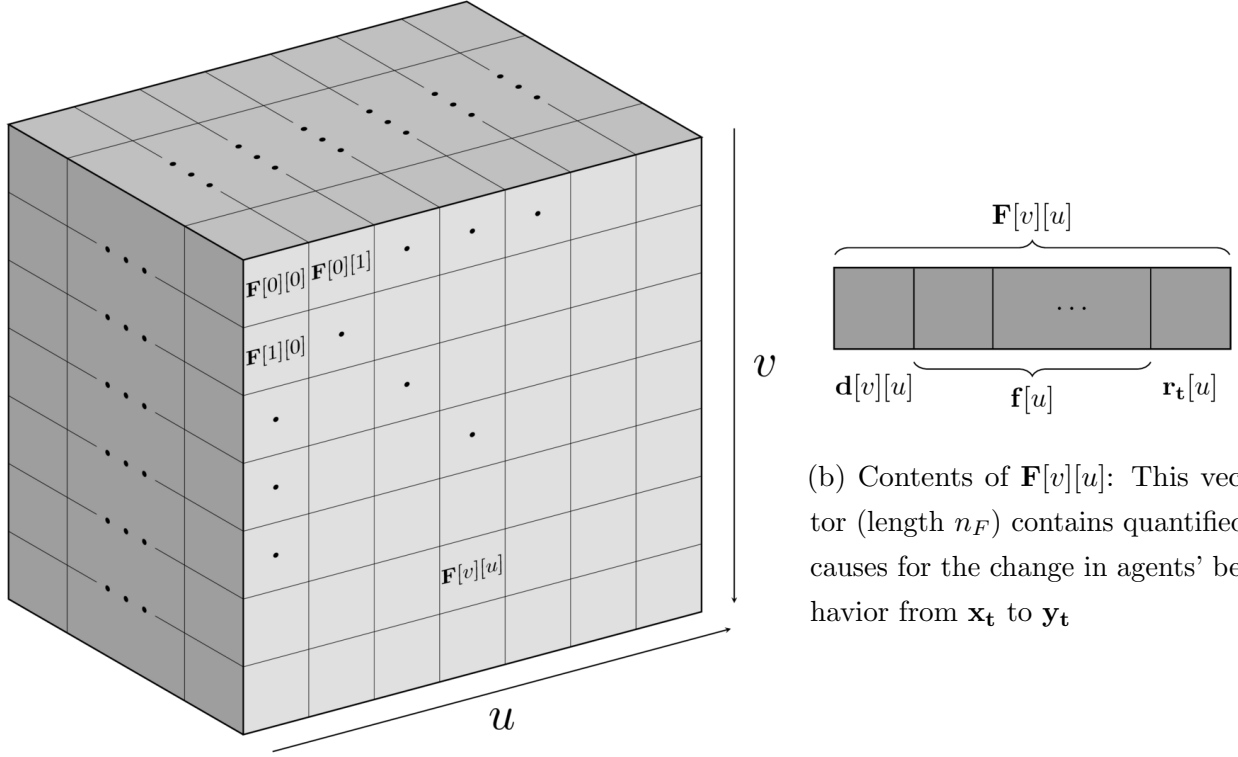 F[0][0] F[0][1]
F[1][0]
F[v][u]
v
u
F[v][u]
...
d[v][u] f[u] r_t[u]
(b) Contents of F[v][u]: This vec
tor (length n_F) contains quantified
causes for the change in agents' be
havior from x_t to y_t